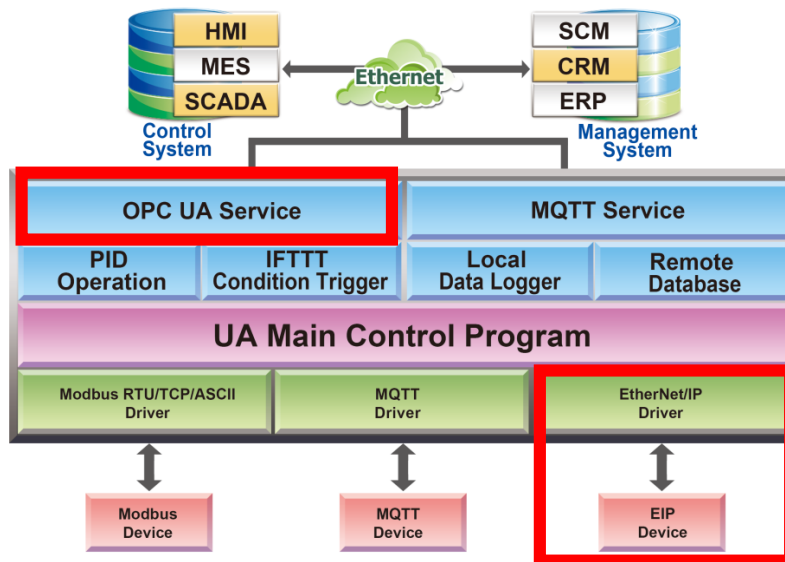 HMI
MES
SCADA
Control
System
Ethernet
SCM
CRM
ERP
Management
System
OPC UA Service
MQTT Service
PID
Operation
IFTTT
Condition Trigger
Local
Data Logger
Remote
Database
UA Main Control Program
Modbus RTU/TCP/ASCII
Driver
MQTT
Driver
EtherNet/IP
Driver
Modbus
Device
MQTT
Device
EIP
Device